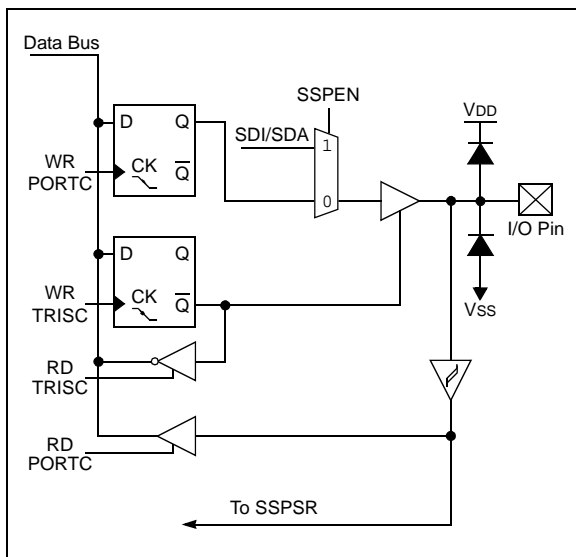 Data Bus
SSPEN
VDD
D
Q
SDI/SDA
1
WR
PORTC
CK
Q
0
I/O Pin
D
Q
VSS
WR
TRISC
CK
Q
RD
TRISC
RD
PORTC
To SSPSR